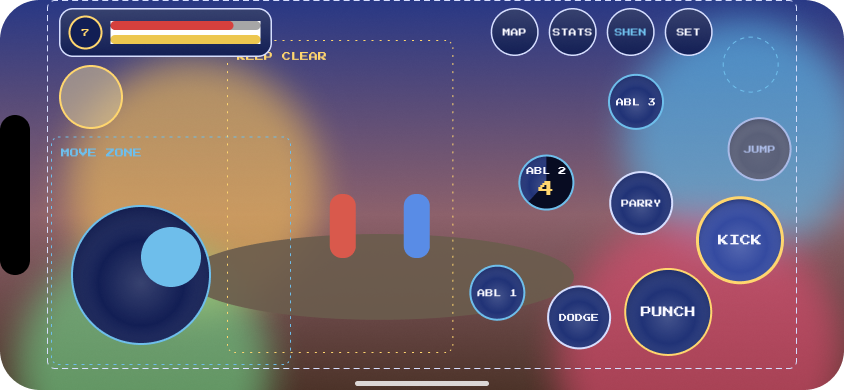 7
MAP
STATS
SHEN
SET
KEEP CLEAR
ABL 3
JUMP
MOVE ZONE
ABL 2
4
PARRY
KICK
ABL 1
DODGE
PUNCH